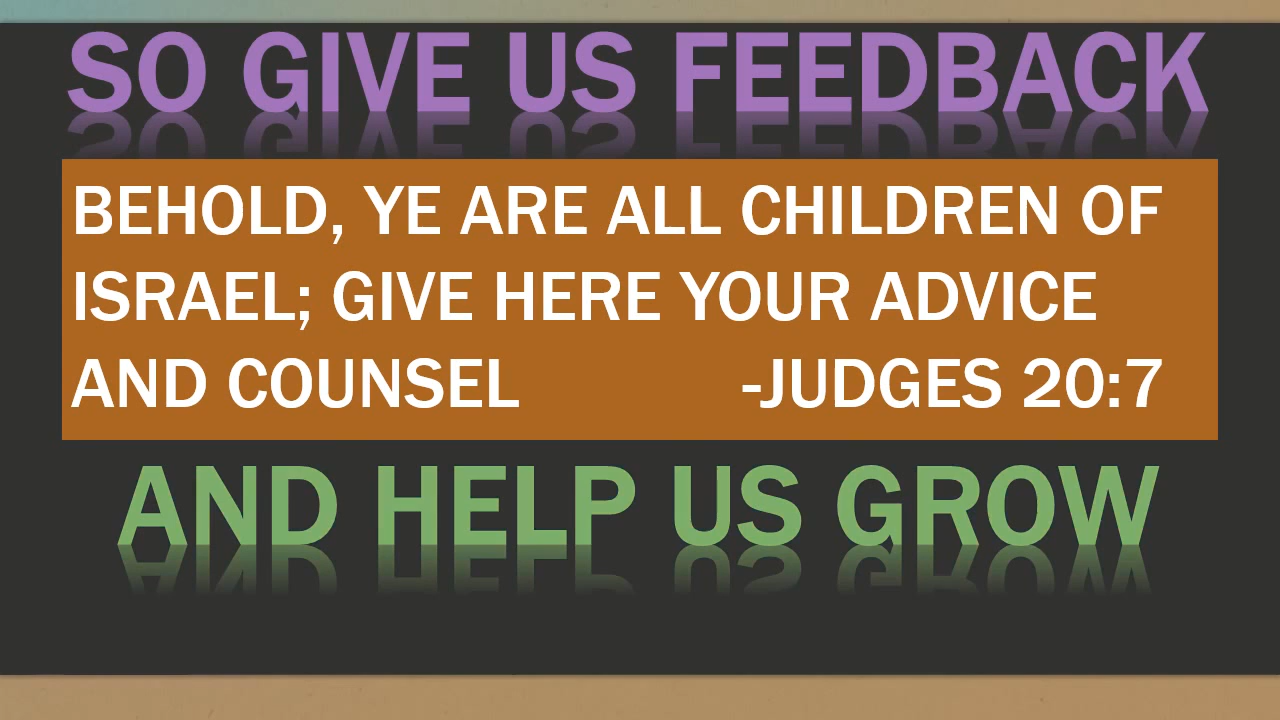 SO GIVE US FEEDBACK
BEHOLD, YE ARE ALL CHILDREN OF
ISRAEL; GIVE HERE YOUR ADVICE
AND COUNSEL -JUDGES 20:7
AND HELP US GROW